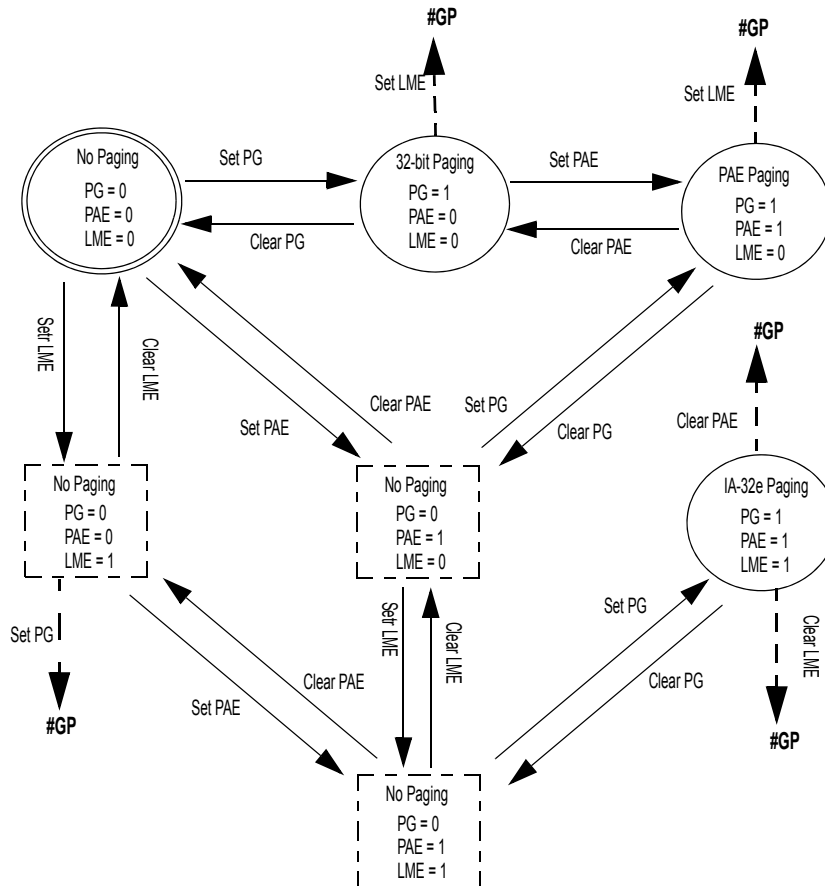 #GP
#GP
Set LME
Set LME
No Paging
PG = 0
PAE = 0
LME = 0
Set PG
Clear PG
32-bit Paging
PG = 1
PAE = 0
LME = 0
Set PAE
Clear PAE
PAE Paging
PG = 1
PAE = 1
LME = 0
Setr LME
Clear LME
Set PAE
Clear PAE
Set PG
Clear PG
#GP
Clear PAE
No Paging
PG = 0
PAE = 0
LME = 1
No Paging
PG = 0
PAE = 1
LME = 0
IA-32e Paging
PG = 1
PAE = 1
LME = 1
Set PG
#GP
Set PAE
Clear PAE
Setr LME
Clear LME
Set PG
Clear PG
Clear LME
#GP
No Paging
PG = 0
PAE = 1
LME = 1